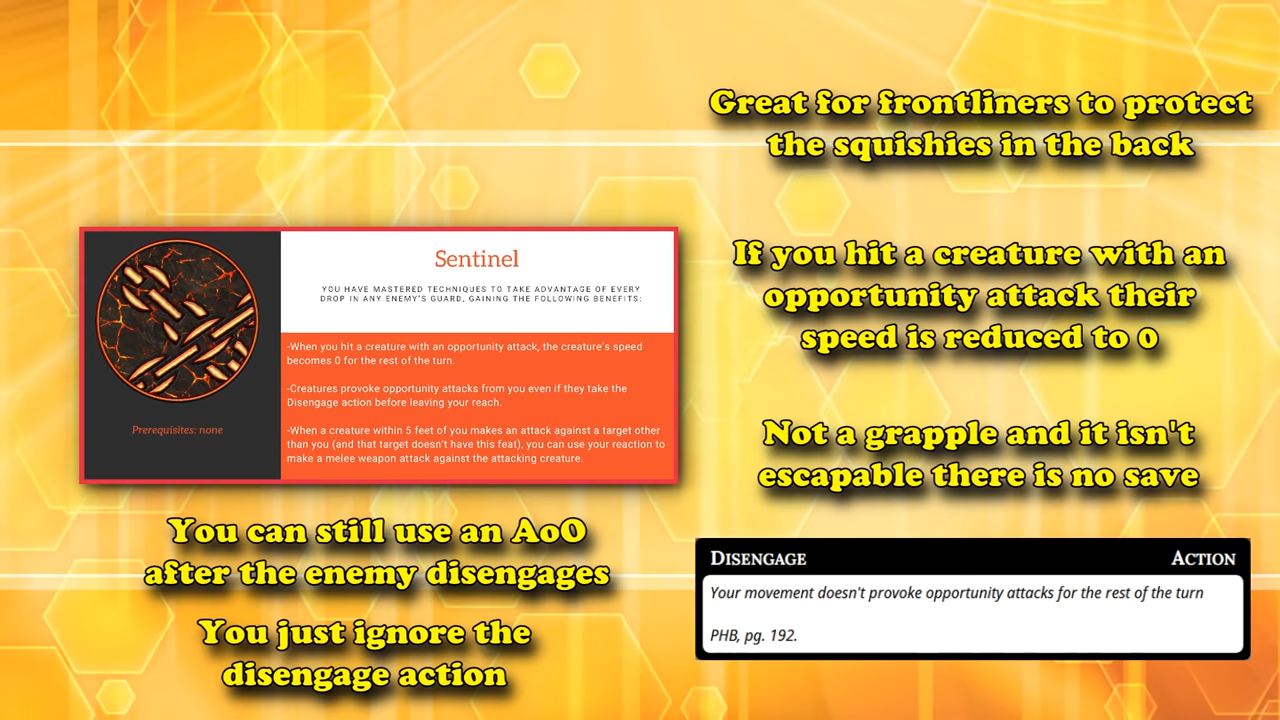 Great for frontliners to protect
the squishies in the back
Sentinel
YOU HAVE MASTERED TECHNIQUES TO TAKE ADVANTAGE OF EVERY
DROP IN ANY ENEMY'S GUARD, GAINING THE FOLLOWING BENEFITS:
-When you hit a creature with an opportunity attack, the creature's speed
becomes 0 for the rest of the turn.
-Creatures provoke opportunity attacks from you even if they take the
Disengage action before leaving your reach.
-When a creature within 5 feet of you makes an attack against a target other
than you (and that target doesn't have this feat), you can use your reaction to
make a melee weapon attack against the attacking creature.
Prerequisites: none
If you hit a creature with an
opportunity attack their
speed is reduced to 0
Not a grapple and it isn't
escapable there is no save
You can still use an AoO
after the enemy disengages
You just ignore the
disengage action
DISENGAGE ACTION
Your movement doesn't provoke opportunity attacks for the rest of the turn
PHB, pg. 192.